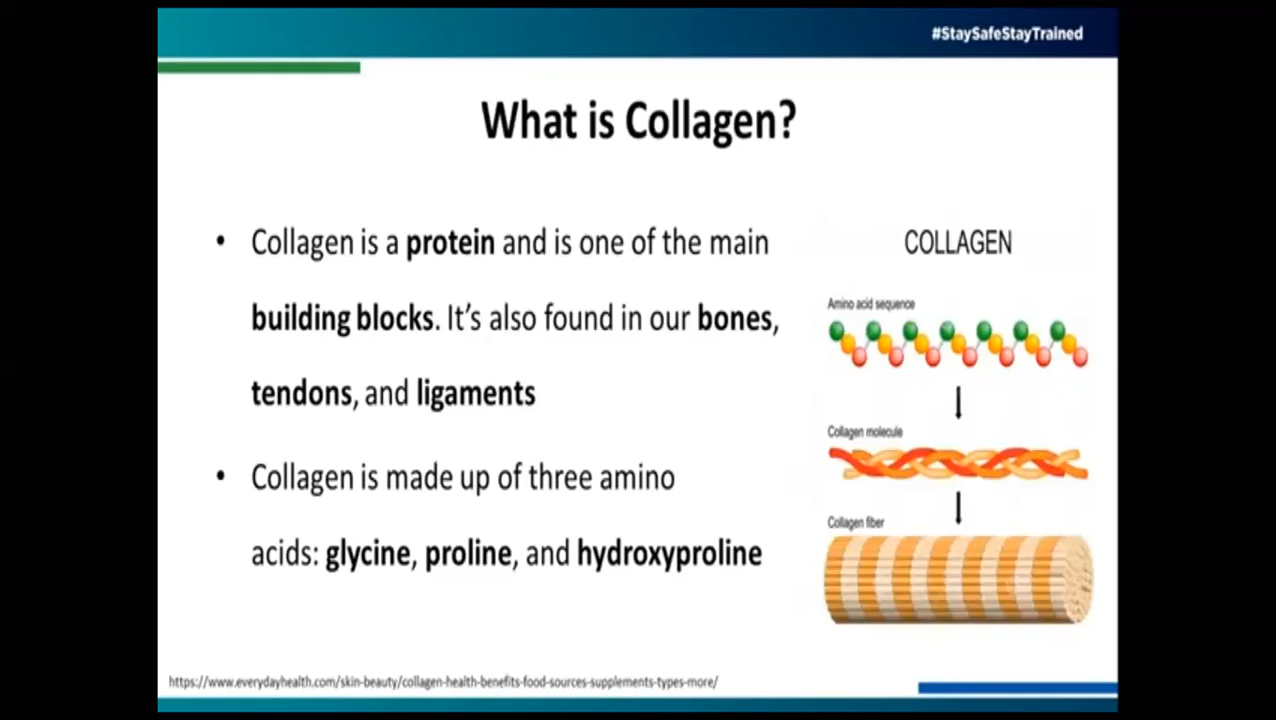 #StaySafeStayTrained
What is Collagen?
• Collagen is a protein and is one of the main
building blocks. It's also found in our bones,
tendons, and ligaments
• Collagen is made up of three amino
acids: glycine, proline, and hydroxyproline
COLLAGEN
Amino acid sequence
Collagen molecule
Collagen fiber
https://www.everydayhealth.com/skin-beauty/collagen-health-benefits-food-sources-supplements-types-more/